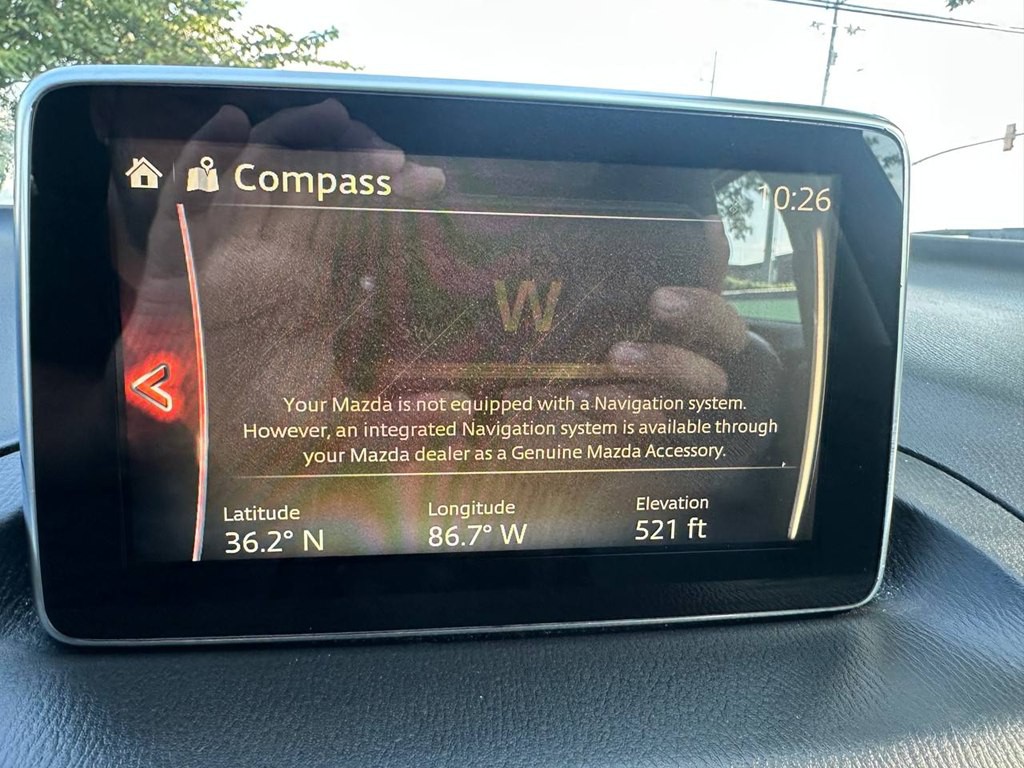 Compass
10:26
W
Your Mazda is not equipped with a Navigation system.
However, an integrated Navigation system is available through
your Mazda dealer as a Genuine Mazda Accessory.
Latitude Longitude Elevation
36.2° N 86.7° W 521 ft